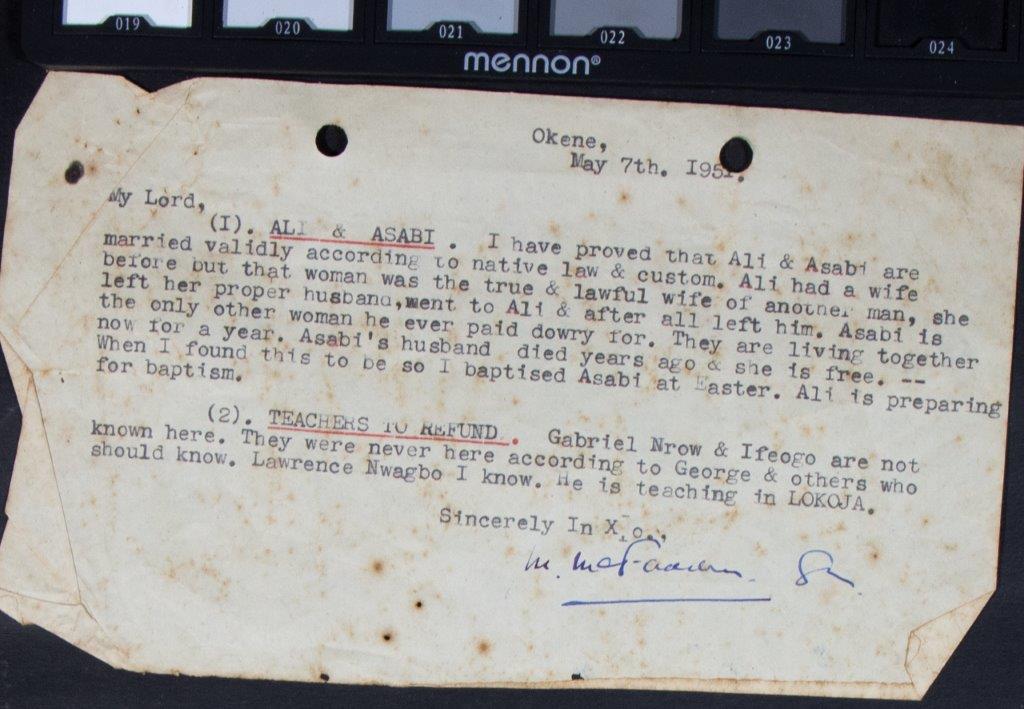 019 020 021 022 023 024
mennon®
Okene,
May 7th. 1951.
My Lord,
(I). ALI & ASABI . I have proved that Ali & Asabi are
married validly according to native law & custom. Ali had a wife
before but that woman was the true & lawful wife of another man, she
left her proper husband,went to Ali & after all left him. Asabi is
the only other woman he ever paid dowry for. They are living together
now for a year. Asabi's husband died years ago & she is free. --
When I found this to be so I baptised Asabi at Easter. Ali is preparing
for baptism.
(2). TEACHERS TO REFUND . Gabriel Nrow & Ifeogo are not
known here. They were never here according to George & others who
should know. Lawrence Nwagbo I know. He is teaching in LOKOJA.
Sincerely In X.o.,
M. McFadden.